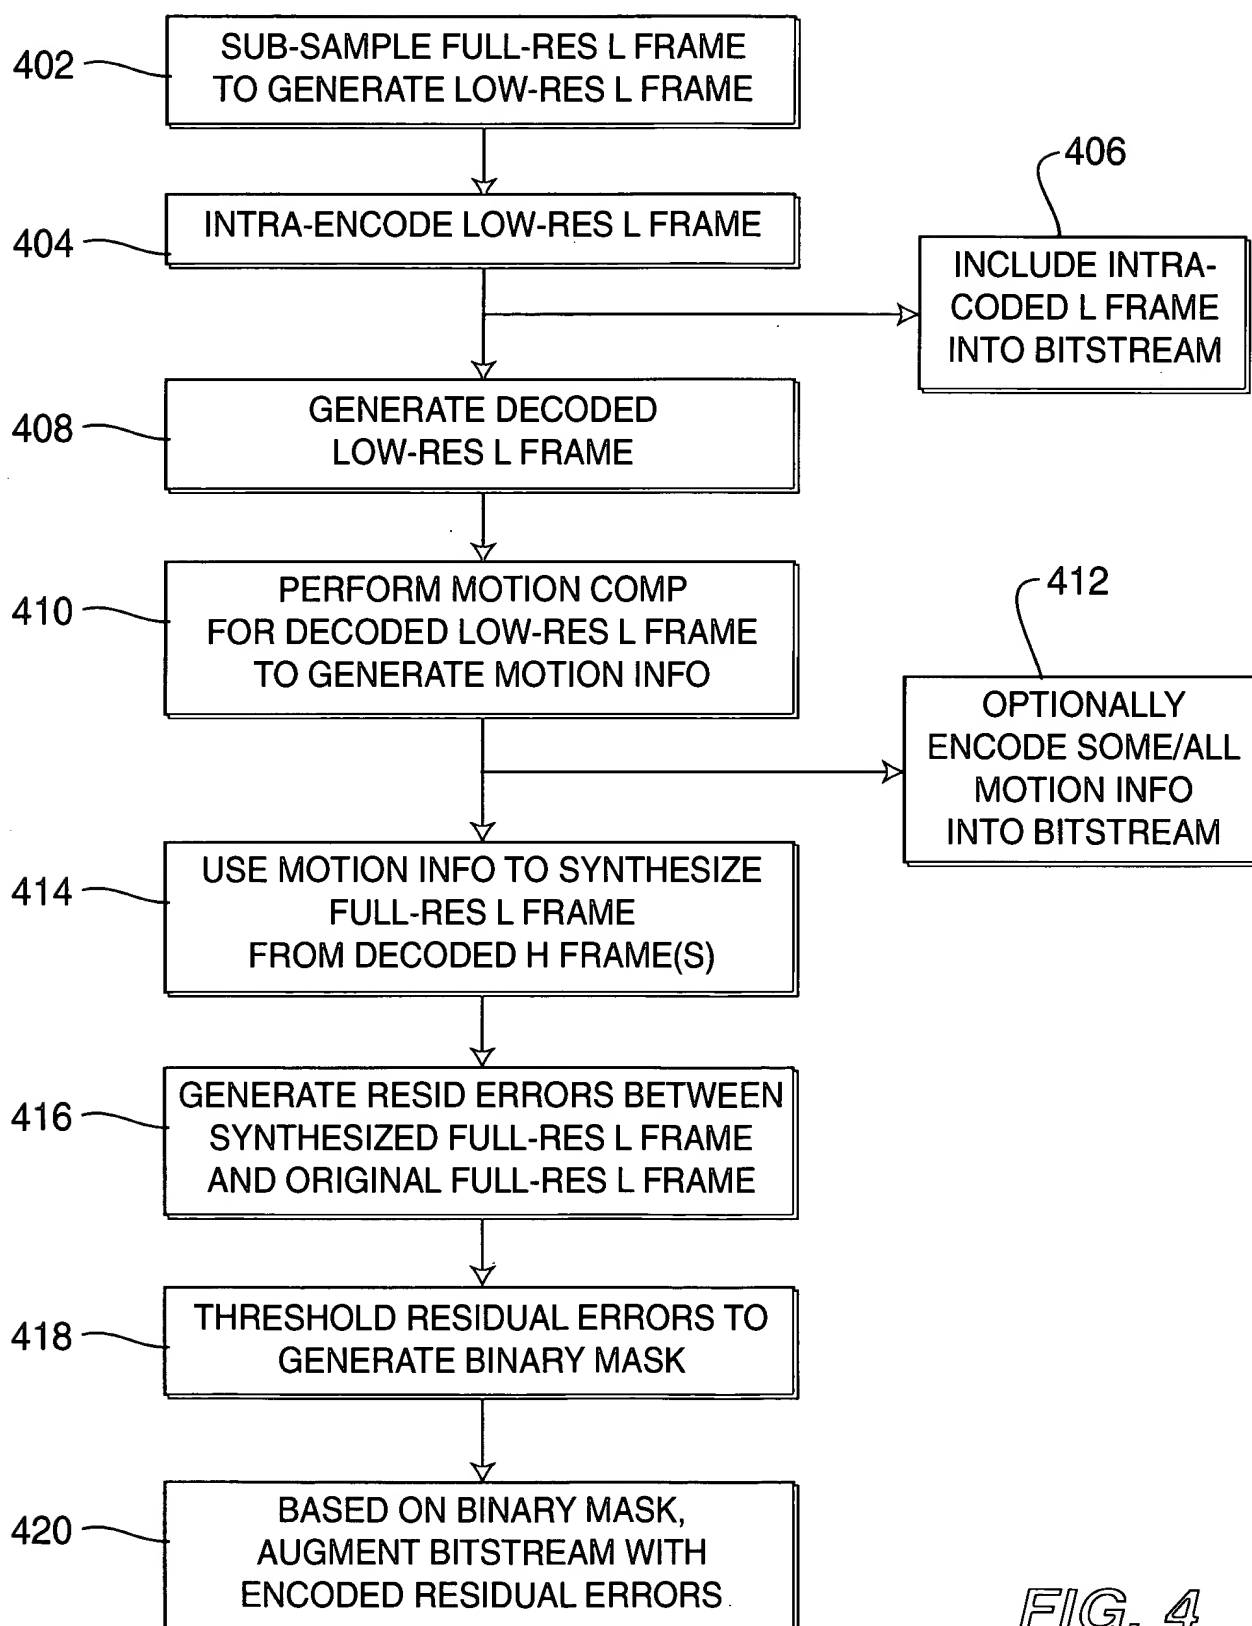 402
SUB-SAMPLE FULL-RES L FRAME
TO GENERATE LOW-RES L FRAME
404
INTRA-ENCODE LOW-RES L FRAME
406
INCLUDE INTRA-
CODED L FRAME
INTO BITSTREAM
408
GENERATE DECODED
LOW-RES L FRAME
410
PERFORM MOTION COMP
FOR DECODED LOW-RES L FRAME
TO GENERATE MOTION INFO
412
OPTIONALLY
ENCODE SOME/ALL
MOTION INFO
INTO BITSTREAM
414
USE MOTION INFO TO SYNTHESIZE
FULL-RES L FRAME
FROM DECODED H FRAME(S)
416
GENERATE RESID ERRORS BETWEEN
SYNTHESIZED FULL-RES L FRAME
AND ORIGINAL FULL-RES L FRAME
418
THRESHOLD RESIDUAL ERRORS TO
GENERATE BINARY MASK
420
BASED ON BINARY MASK,
AUGMENT BITSTREAM WITH
ENCODED RESIDUAL ERRORS
FIG. 4